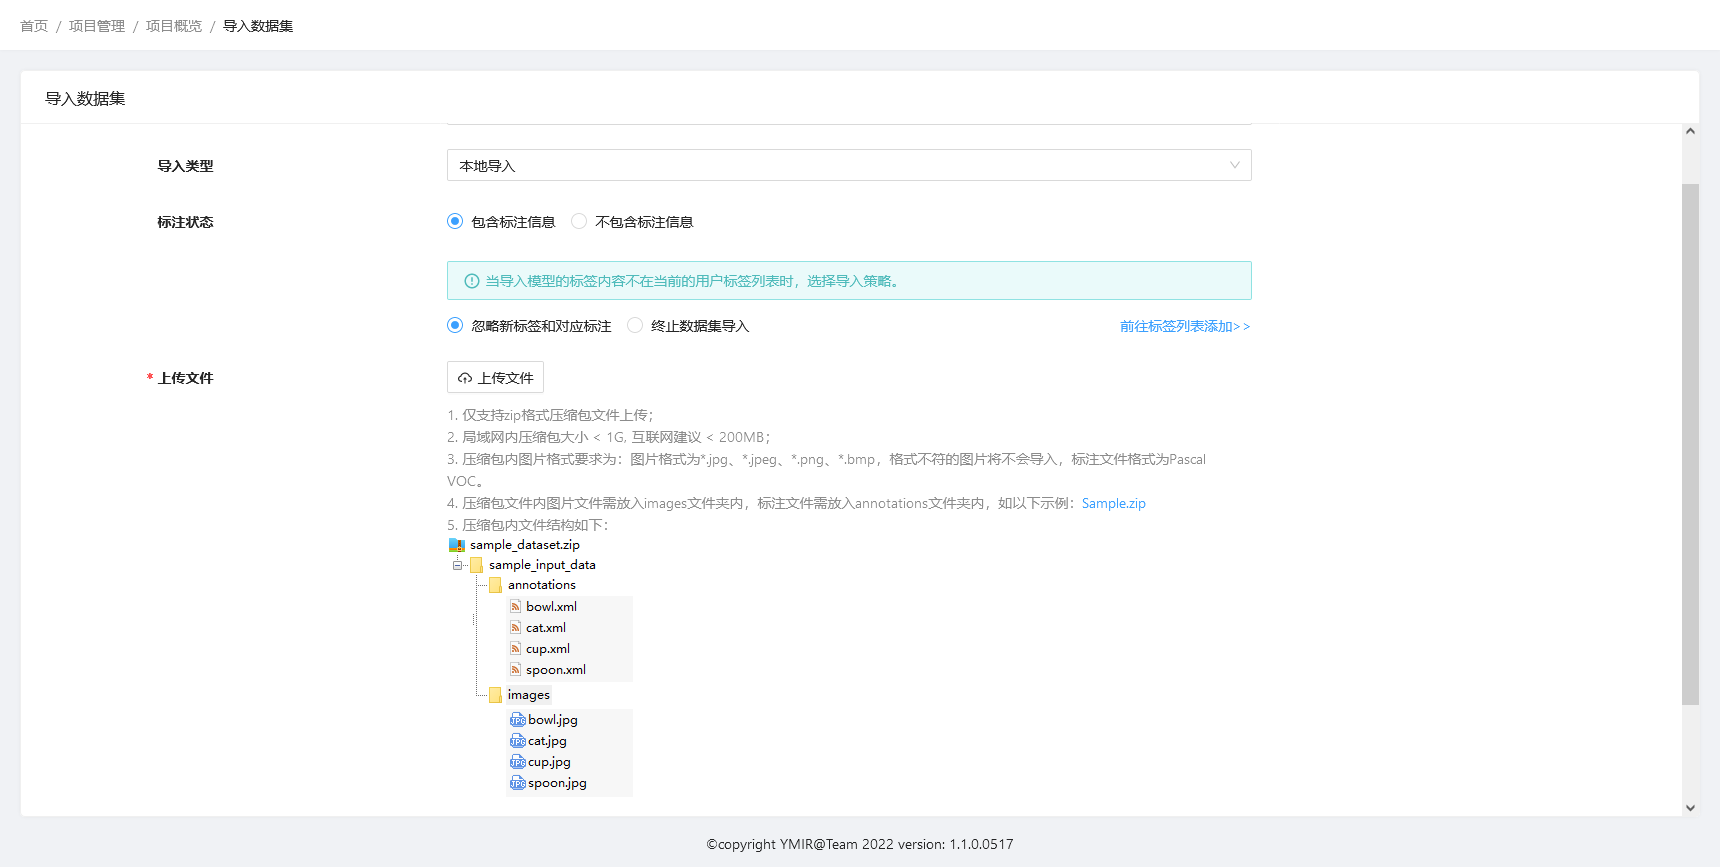 首页 / 项目管理 / 项目概览 / 导入数据集
导入数据集
导入类型
本地导入
标注状态
包含标注信息 不包含标注信息
当导入模型的标签内容不在当前的用户标签列表时，选择导入策略。
忽略新标签和对应标注 终止数据集导入 前往标签列表添加>>
* 上传文件
上传文件
1. 仅支持zip格式压缩包文件上传；
2. 局域网内压缩包大小 < 1G, 互联网建议 < 200MB；
3. 压缩包内图片格式要求为：图片格式为*.jpg、*.jpeg、*.png、*.bmp，格式不符的图片将不会导入，标注文件格式为Pascal
VOC。
4. 压缩包文件内图片文件需放入images文件夹内，标注文件需放入annotations文件夹内，如以下示例：Sample.zip
5. 压缩包内文件结构如下：
sample_dataset.zip
sample_input_data
annotations
bowl.xml
cat.xml
cup.xml
spoon.xml
images
JPG bowl.jpg
JPG cat.jpg
JPG cup.jpg
JPG spoon.jpg
©copyright YMIR@Team 2022 version: 1.1.0.0517